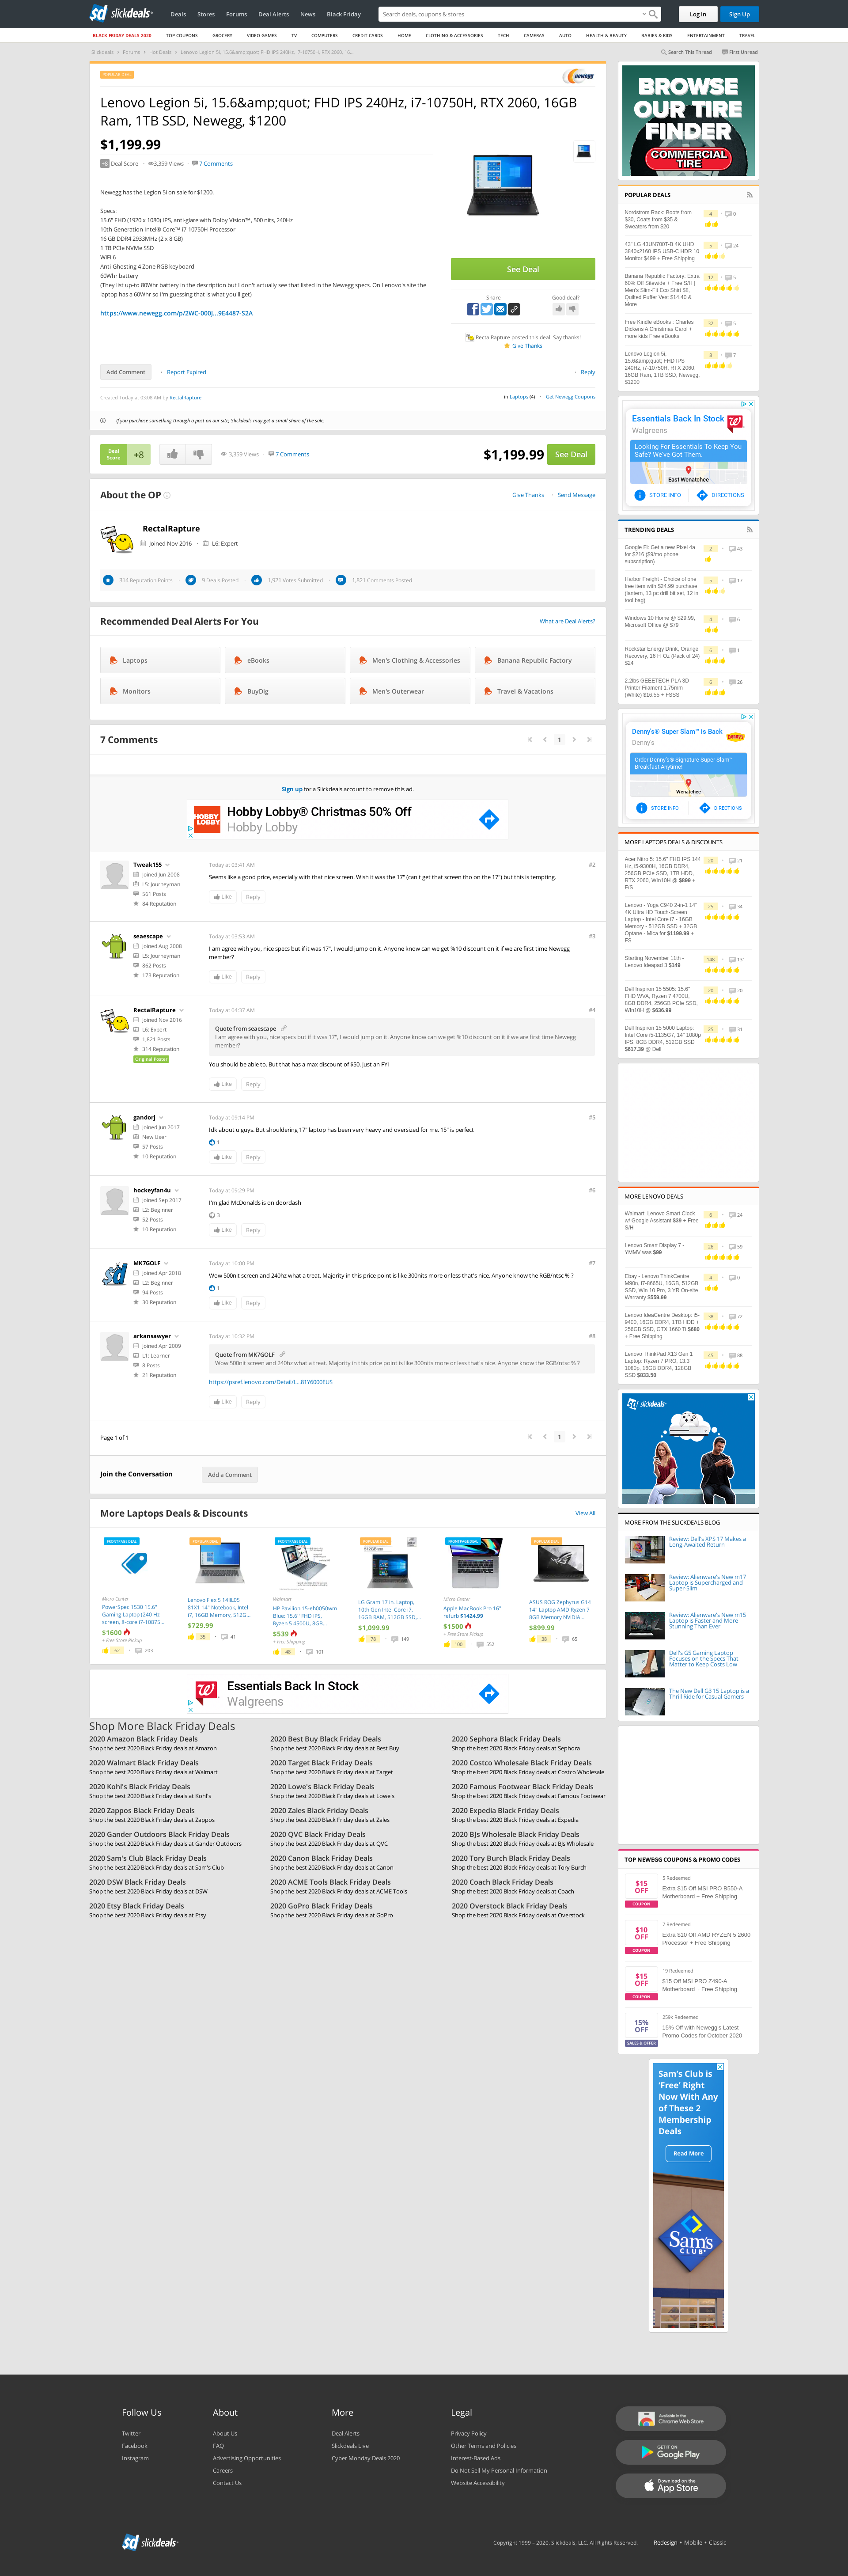 slickdeals
Deals
Stores
Forums
Deal Alerts
News
Black Friday
Search deals, coupons & stores
Log In
Sign Up
BLACK FRIDAY DEALS 2020
TOP COUPONS
GROCERY
VIDEO GAMES
TV
COMPUTERS
CREDIT CARDS
HOME
CLOTHING & ACCESSORIES
TECH
CAMERAS
AUTO
HEALTH & BEAUTY
BABIES & KIDS
ENTERTAINMENT
TRAVEL
Slickdeals
Forums
Hot Deals
Lenovo Legion 5i, 15.6&amp;quot; FHD IPS 240Hz, i7-10750H, RTX 2060, 16...
Search This Thread
First Unread
POPULAR DEAL
newegg
Lenovo Legion 5i, 15.6&amp;quot; FHD IPS 240Hz, i7-10750H, RTX 2060, 16GB
Ram, 1TB SSD, Newegg, $1200
$1,199.99
+8 Deal Score
3,359 Views
7 Comments
Newegg has the Legion 5i on sale for $1200.
Specs:
15.6" FHD (1920 x 1080) IPS, anti-glare with Dolby Vision™, 500 nits, 240Hz
10th Generation Intel® Core™ i7-10750H Processor
16 GB DDR4 2933MHz (2 x 8 GB)
1 TB PCIe NVMe SSD
WiFi 6
Anti-Ghosting 4 Zone RGB keyboard
60Whr battery
(They list up to 80Whr battery in the description but I don't actually see that listed in the Newegg specs. On Lenovo's site the
laptop has a 60Whr so I'm guessing that is what you'll get)
https://www.newegg.com/p/2WC-000J...9E4487-S2A
See Deal
Share
Good deal?
RectalRapture posted this deal. Say thanks!
Give Thanks
Add Comment
Report Expired
Reply
Created Today at 03:08 AM by RectalRapture
in Laptops (4)
Get Newegg Coupons
If you purchase something through a post on our site, Slickdeals may get a small share of the sale.
Deal
Score
+8
3,359 Views
7 Comments
$1,199.99
See Deal
About the OP
Give Thanks
Send Message
RectalRapture
Joined Nov 2016
L6: Expert
314 Reputation Points
9 Deals Posted
1,921 Votes Submitted
1,821 Comments Posted
Recommended Deal Alerts For You
What are Deal Alerts?
Laptops
eBooks
Men's Clothing & Accessories
Banana Republic Factory
Monitors
BuyDig
Men's Outerwear
Travel & Vacations
7 Comments
1
Sign up for a Slickdeals account to remove this ad.
HOBBY LOBBY
Hobby Lobby® Christmas 50% Off
Hobby Lobby
Tweak155
Joined Jun 2008
L5: Journeyman
561 Posts
84 Reputation
Today at 03:41 AM
#2
Seems like a good price, especially with that nice screen. Wish it was the 17" (can't get that screen tho on the 17") but this is tempting.
Like
Reply
seaescape
Joined Aug 2008
L5: Journeyman
862 Posts
173 Reputation
Today at 03:53 AM
#3
I am agree with you, nice specs but if it was 17", I would jump on it. Anyone know can we get %10 discount on it if we are first time Newegg
member?
Like
Reply
RectalRapture
Joined Nov 2016
L6: Expert
1,821 Posts
314 Reputation
Original Poster
Today at 04:37 AM
#4
Quote from seaescape
I am agree with you, nice specs but if it was 17", I would jump on it. Anyone know can we get %10 discount on it if we are first time Newegg
member?
You should be able to. But that has a max discount of $50. Just an FYI
Like
Reply
gandorj
Joined Jun 2017
New User
57 Posts
10 Reputation
Today at 09:14 PM
#5
Idk about u guys. But shouldering 17" laptop has been very heavy and oversized for me. 15" is perfect
1
Like
Reply
hockeyfan4u
Joined Sep 2017
L2: Beginner
52 Posts
10 Reputation
Today at 09:29 PM
#6
I'm glad McDonalds is on doordash
3
Like
Reply
MK7GOLF
Joined Apr 2018
L2: Beginner
94 Posts
30 Reputation
Today at 10:00 PM
#7
Wow 500nit screen and 240hz what a treat. Majority in this price point is like 300nits more or less that's nice. Anyone know the RGB/ntsc % ?
1
Like
Reply
arkansawyer
Joined Apr 2009
L1: Learner
8 Posts
21 Reputation
Today at 10:32 PM
#8
Quote from MK7GOLF
Wow 500nit screen and 240hz what a treat. Majority in this price point is like 300nits more or less that's nice. Anyone know the RGB/ntsc % ?
https://psref.lenovo.com/Detail/L...81Y6000EUS
Like
Reply
Page 1 of 1
1
Join the Conversation
Add a Comment
More Laptops Deals & Discounts
View All
FRONTPAGE DEAL
Micro Center
PowerSpec 1530 15.6"
Gaming Laptop (240 Hz
screen, 8-core i7-10875...
$1600
+ Free Store Pickup
62
203
POPULAR DEAL
Lenovo Flex 5 14IIL05
81X1 14" Notebook, Intel
i7, 16GB Memory, 512G...
$729.99
35
41
FRONTPAGE DEAL
Walmart
HP Pavilion 15-eh0050wm
Blue: 15.6'' FHD IPS,
Ryzen 5 4500U, 8GB...
$539
+ Free Shipping
48
101
POPULAR DEAL
LG Gram 17 in. Laptop,
10th Gen Intel Core i7,
16GB RAM, 512GB SSD,...
$1,099.99
78
149
FRONTPAGE DEAL
Micro Center
Apple MacBook Pro 16"
refurb $1424.99
$1500
+ Free Store Pickup
100
552
POPULAR DEAL
ASUS ROG Zephyrus G14
14" Laptop AMD Ryzen 7
8GB Memory NVIDIA...
$899.99
38
65
Essentials Back In Stock
Walgreens
Shop More Black Friday Deals
2020 Amazon Black Friday Deals
Shop the best 2020 Black Friday deals at Amazon
2020 Best Buy Black Friday Deals
Shop the best 2020 Black Friday deals at Best Buy
2020 Sephora Black Friday Deals
Shop the best 2020 Black Friday deals at Sephora
2020 Walmart Black Friday Deals
Shop the best 2020 Black Friday deals at Walmart
2020 Target Black Friday Deals
Shop the best 2020 Black Friday deals at Target
2020 Costco Wholesale Black Friday Deals
Shop the best 2020 Black Friday deals at Costco Wholesale
2020 Kohl's Black Friday Deals
Shop the best 2020 Black Friday deals at Kohl's
2020 Lowe's Black Friday Deals
Shop the best 2020 Black Friday deals at Lowe's
2020 Famous Footwear Black Friday Deals
Shop the best 2020 Black Friday deals at Famous Footwear
2020 Zappos Black Friday Deals
Shop the best 2020 Black Friday deals at Zappos
2020 Zales Black Friday Deals
Shop the best 2020 Black Friday deals at Zales
2020 Expedia Black Friday Deals
Shop the best 2020 Black Friday deals at Expedia
2020 Gander Outdoors Black Friday Deals
Shop the best 2020 Black Friday deals at Gander Outdoors
2020 QVC Black Friday Deals
Shop the best 2020 Black Friday deals at QVC
2020 BJs Wholesale Black Friday Deals
Shop the best 2020 Black Friday deals at BJs Wholesale
2020 Sam's Club Black Friday Deals
Shop the best 2020 Black Friday deals at Sam's Club
2020 Canon Black Friday Deals
Shop the best 2020 Black Friday deals at Canon
2020 Tory Burch Black Friday Deals
Shop the best 2020 Black Friday deals at Tory Burch
2020 DSW Black Friday Deals
Shop the best 2020 Black Friday deals at DSW
2020 ACME Tools Black Friday Deals
Shop the best 2020 Black Friday deals at ACME Tools
2020 Coach Black Friday Deals
Shop the best 2020 Black Friday deals at Coach
2020 Etsy Black Friday Deals
Shop the best 2020 Black Friday deals at Etsy
2020 GoPro Black Friday Deals
Shop the best 2020 Black Friday deals at GoPro
2020 Overstock Black Friday Deals
Shop the best 2020 Black Friday deals at Overstock
BROWSE
OUR TIRE
FINDER
COMMERCIAL
TIRE
POPULAR DEALS
Nordstrom Rack: Boots from
$30, Coats from $35 &
Sweaters from $20
4
0
43" LG 43UN700T-B 4K UHD
3840x2160 IPS USB-C HDR 10
Monitor $499 + Free Shipping
5
24
Banana Republic Factory: Extra
60% Off Sitewide + Free S/H |
Men's Slim-Fit Eco Shirt $8,
Quilted Puffer Vest $14.40 &
More
12
5
Free Kindle eBooks : Charles
Dickens A Christmas Carol +
more kids Free eBooks
32
5
Lenovo Legion 5i,
15.6&amp;quot; FHD IPS
240Hz, i7-10750H, RTX 2060,
16GB Ram, 1TB SSD, Newegg,
$1200
8
7
Essentials Back In Stock
Walgreens
Looking For Essentials To Keep You
Safe? We've Got Them.
East Wenatchee
STORE INFO
DIRECTIONS
TRENDING DEALS
Google Fi: Get a new Pixel 4a
for $216 ($9/mo phone
subscription)
2
43
Harbor Freight - Choice of one
free item with $24.99 purchase
(lantern, 13 pc drill bit set, 12 in
tool bag)
5
17
Windows 10 Home @ $29.99,
Microsoft Office @ $79
4
6
Rockstar Energy Drink, Orange
Recovery, 16 Fl Oz (Pack of 24)
$24
6
1
2.2lbs GEEETECH PLA 3D
Printer Filament 1.75mm
(White) $16.55 + FSSS
6
26
Denny's® Super Slam™ is Back
Denny's
Order Denny's® Signature Super Slam™
Breakfast Anytime!
Wenatchee
STORE INFO
DIRECTIONS
MORE LAPTOPS DEALS & DISCOUNTS
Acer Nitro 5: 15.6" FHD IPS 144
Hz, i5-9300H, 16GB DDR4,
256GB PCIe SSD, 1TB HDD,
RTX 2060, Win10H @ $899 +
F/S
20
21
Lenovo - Yoga C940 2-in-1 14"
4K Ultra HD Touch-Screen
Laptop - Intel Core i7 - 16GB
Memory - 512GB SSD + 32GB
Optane - Mica for $1199.99 +
FS
25
34
Starting November 11th -
Lenovo Ideapad 3 $149
148
131
Dell Inspiron 15 5505: 15.6"
FHD WVA, Ryzen 7 4700U,
8GB DDR4, 256GB PCIe SSD,
Win10H @ $636.99
20
20
Dell Inspiron 15 5000 Laptop:
Intel Core i5-1135G7, 14" 1080p
IPS, 8GB DDR4, 512GB SSD
$617.39 @ Dell
25
31
MORE LENOVO DEALS
Walmart: Lenovo Smart Clock
w/ Google Assistant $39 + Free
S/H
6
24
Lenovo Smart Display 7 -
YMMV was $99
26
59
Ebay - Lenovo ThinkCentre
M90n, i7-8665U, 16GB, 512GB
SSD, Win 10 Pro, 3 YR On-site
Warranty $559.99
4
0
Lenovo IdeaCentre Desktop: i5-
9400, 16GB DDR4, 1TB HDD +
256GB SSD, GTX 1660 Ti $680
+ Free Shipping
38
72
Lenovo ThinkPad X13 Gen 1
Laptop: Ryzen 7 PRO, 13.3"
1080p, 16GB DDR4, 128GB
SSD $833.50
45
88
slickdeals
MORE FROM THE SLICKDEALS BLOG
Review: Dell's XPS 17 Makes a
Long-Awaited Return
Review: Alienware's New m17
Laptop is Supercharged and
Super-Slim
Review: Alienware's New m15
Laptop is Faster and More
Stunning Than Ever
Dell's G5 Gaming Laptop
Focuses on the Specs That
Matter to Keep Costs Low
The New Dell G3 15 Laptop is a
Thrill Ride for Casual Gamers
TOP NEWEGG COUPONS & PROMO CODES
$15
OFF
COUPON
5 Redeemed
Extra $15 Off MSI PRO B550-A
Motherboard + Free Shipping
$10
OFF
COUPON
7 Redeemed
Extra $10 Off AMD RYZEN 5 2600
Processor + Free Shipping
$15
OFF
COUPON
19 Redeemed
$15 Off MSI PRO Z490-A
Motherboard + Free Shipping
15%
OFF
SALES & OFFER
259k Redeemed
15% Off with Newegg's Latest
Promo Codes for October 2020
Sam's Club is
'Free' Right
Now With Any
of These 2
Membership
Deals
Read More
Sam's
CLUB
Follow Us
Twitter
Facebook
Instagram
About
About Us
FAQ
Advertising Opportunities
Careers
Contact Us
More
Deal Alerts
Slickdeals Live
Cyber Monday Deals 2020
Legal
Privacy Policy
Other Terms and Policies
Interest-Based Ads
Do Not Sell My Personal Information
Website Accessibility
Available in the
Chrome Web Store
GET IT ON
Google Play
Download on the
App Store
slickdeals
Copyright 1999 – 2020. Slickdeals, LLC. All Rights Reserved.
Redesign • Mobile • Classic